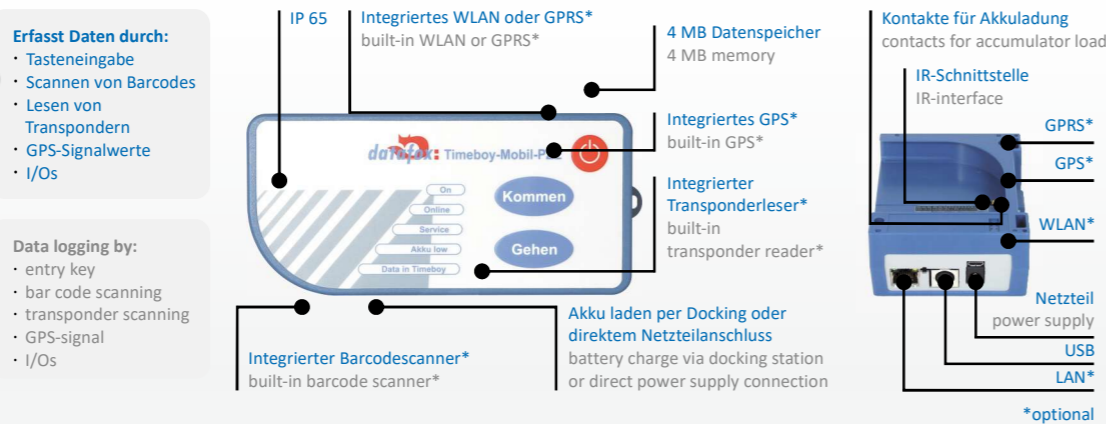 Erfasst Daten durch:
· Tasteneingabe
· Scannen von Barcodes
· Lesen von
Transpondern
· GPS-Signalwerte
· I/Os
Data logging by:
· entry key
· bar code scanning
· transponder scanning
· GPS-signal
· I/Os
IP 65
Integriertes WLAN oder GPRS*
built-in WLAN or GPRS*
4 MB Datenspeicher
4 MB memory
Integriertes GPS*
built-in GPS*
Integrierter
Transponderleser*
built-in
transponder reader*
datafox: Timeboy-Mobil-
On
Online
Service
Akku low
Data in Timeboy
Kommen
Gehen
Integrierter Barcodescanner*
built-in barcode scanner*
Akku laden per Docking oder
direktem Netzteilanschluss
battery charge via docking station
or direct power supply connection
Kontakte für Akkuladung
contacts for accumulator load
IR-Schnittstelle
IR-interface
GPRS*
GPS*
WLAN*
Netzteil
power supply
USB
LAN*
*optional